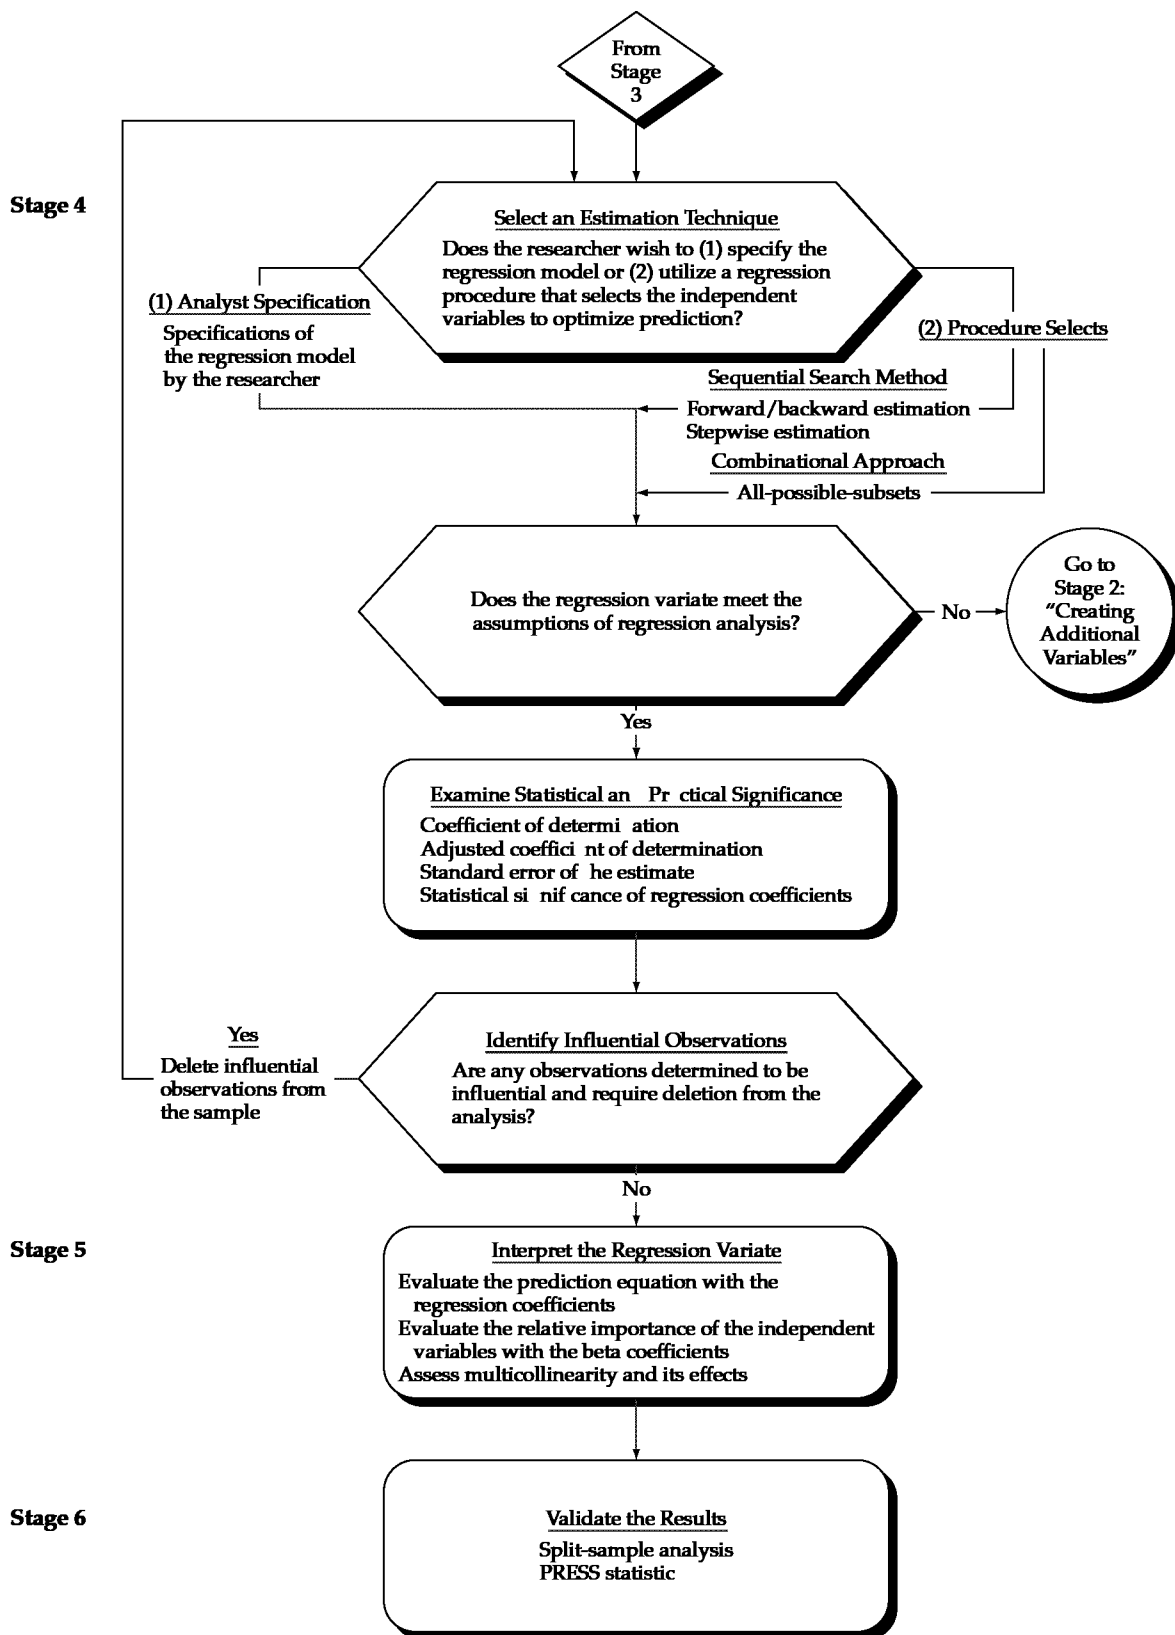 From
Stage
3
Stage 4
Select an Estimation Technique
Does the researcher wish to (1) specify the
regression model or (2) utilize a regression
procedure that selects the independent
variables to optimize prediction?
(1) Analyst Specification
Specifications of
the regression model
by the researcher
(2) Procedure Selects
Sequential Search Method
Forward/backward estimation
Stepwise estimation
Combinational Approach
All-possible-subsets
Does the regression variate meet the
assumptions of regression analysis?
No
Go to
Stage 2:
"Creating
Additional
Variables"
Yes
Examine Statistical an Pr ctical Significance
Coefficient of determi ation
Adjusted coeffici nt of determination
Standard error of he estimate
Statistical si nif cance of regression coefficients
Identify Influential Observations
Are any observations determined to be
influential and require deletion from the
analysis?
Yes
Delete influential
observations from
the sample
No
Stage 5
Interpret the Regression Variate
Evaluate the prediction equation with the
regression coefficients
Evaluate the relative importance of the independent
variables with the beta coefficients
Assess multicollinearity and its effects
Stage 6
Validate the Results
Split-sample analysis
PRESS statistic